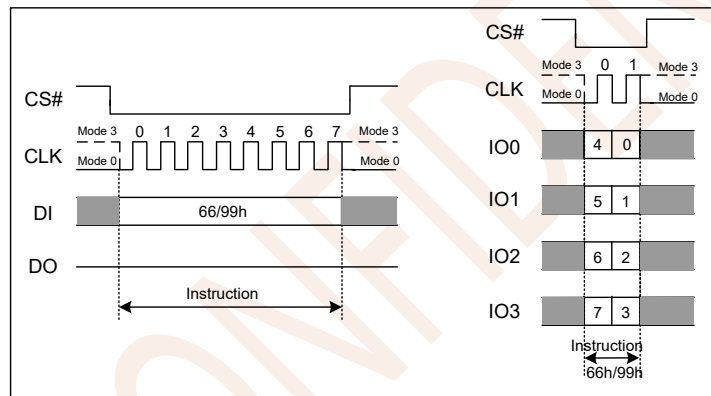 CS#
Mode 3 0 1 2 3 4 5 6 7 Mode 3
CLK
Mode 0 Mode 0
DI 66/99h
DO
Instruction
CS#
Mode 3 0 1 Mode 3
CLK
Mode 0 Mode 0
IO0 4 0
IO1 5 1
IO2 6 2
IO3 7 3
Instruction
66h/99h